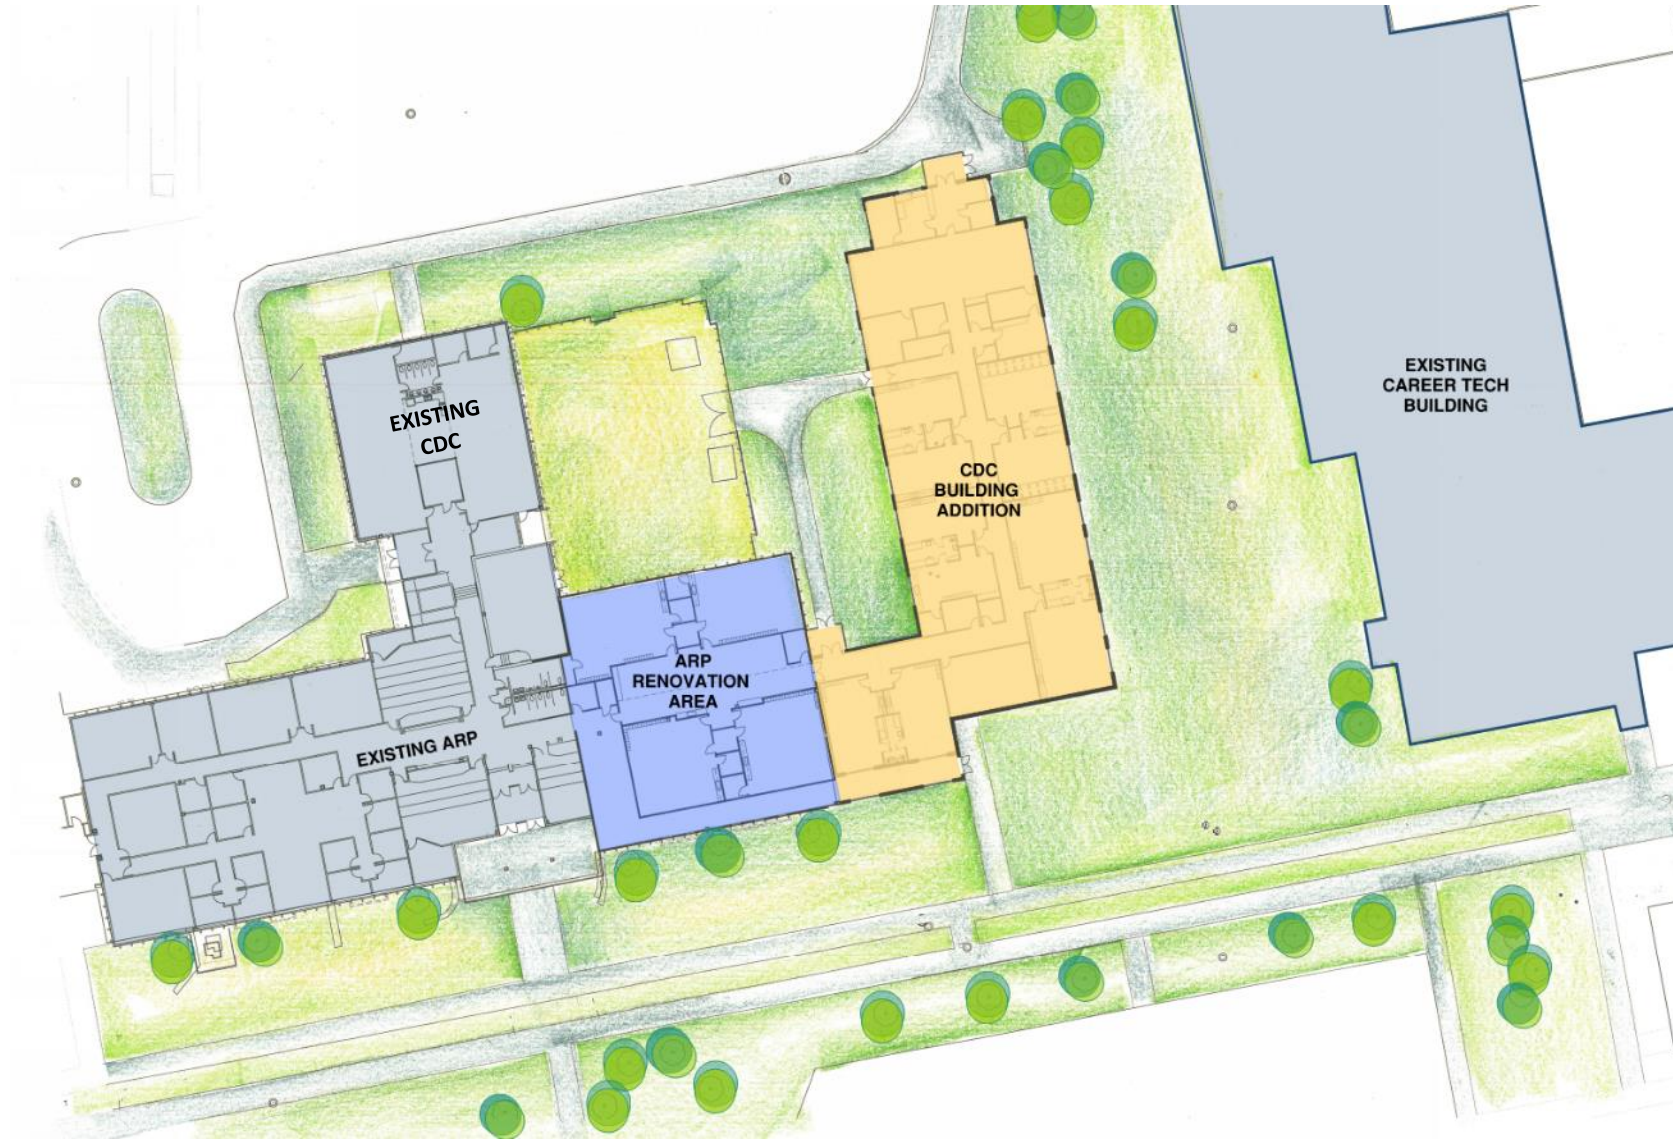 EXISTING
CAREER TECH
BUILDING
EXISTING
CDC
CDC
BUILDING
ADDITION
ARP
RENOVATION
AREA
EXISTING ARP